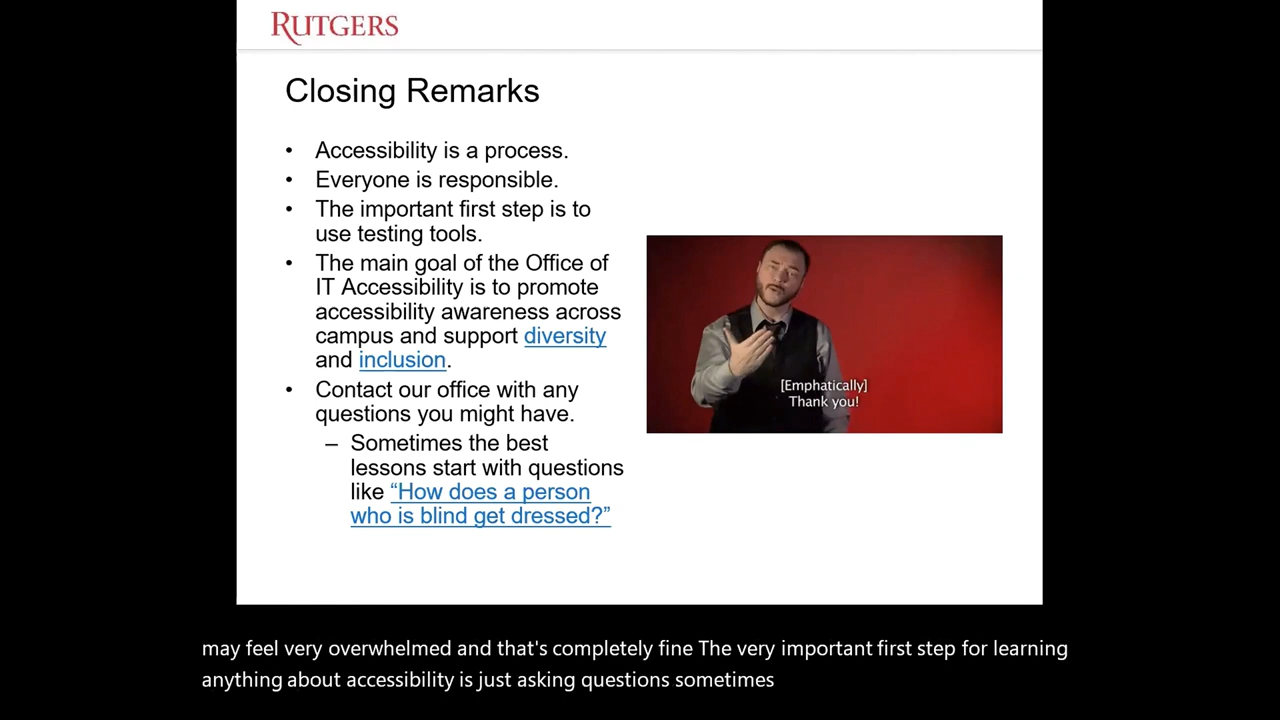 RUTGERS
Closing Remarks
• Accessibility is a process.
• Everyone is responsible.
• The important first step is to
use testing tools.
• The main goal of the Office of
IT Accessibility is to promote
accessibility awareness across
campus and support diversity
and inclusion.
• Contact our office with any
questions you might have.
– Sometimes the best
lessons start with questions
like “How does a person
who is blind get dressed?”
[Emphatically]
Thank you!
may feel very overwhelmed and that's completely fine The very important first step for learning
anything about accessibility is just asking questions sometimes